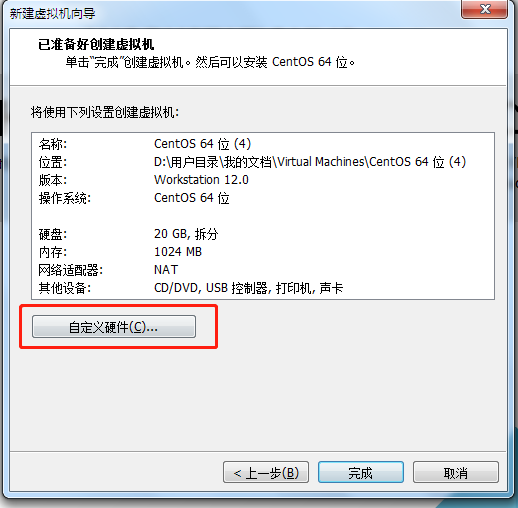 新建虚拟机向导
已准备好创建虚拟机
单击“完成”创建虚拟机。然后可以安装 CentOS 64 位。
将使用下列设置创建虚拟机:
名称: CentOS 64 位 (4)
位置: D:\用户目录\我的文档\Virtual Machines\CentOS 64 位 (4)
版本: Workstation 12.0
操作系统: CentOS 64 位
硬盘: 20 GB, 拆分
内存: 1024 MB
网络适配器: NAT
其他设备: CD/DVD, USB 控制器, 打印机, 声卡
自定义硬件(C)...
< 上一步(B) 完成 取消